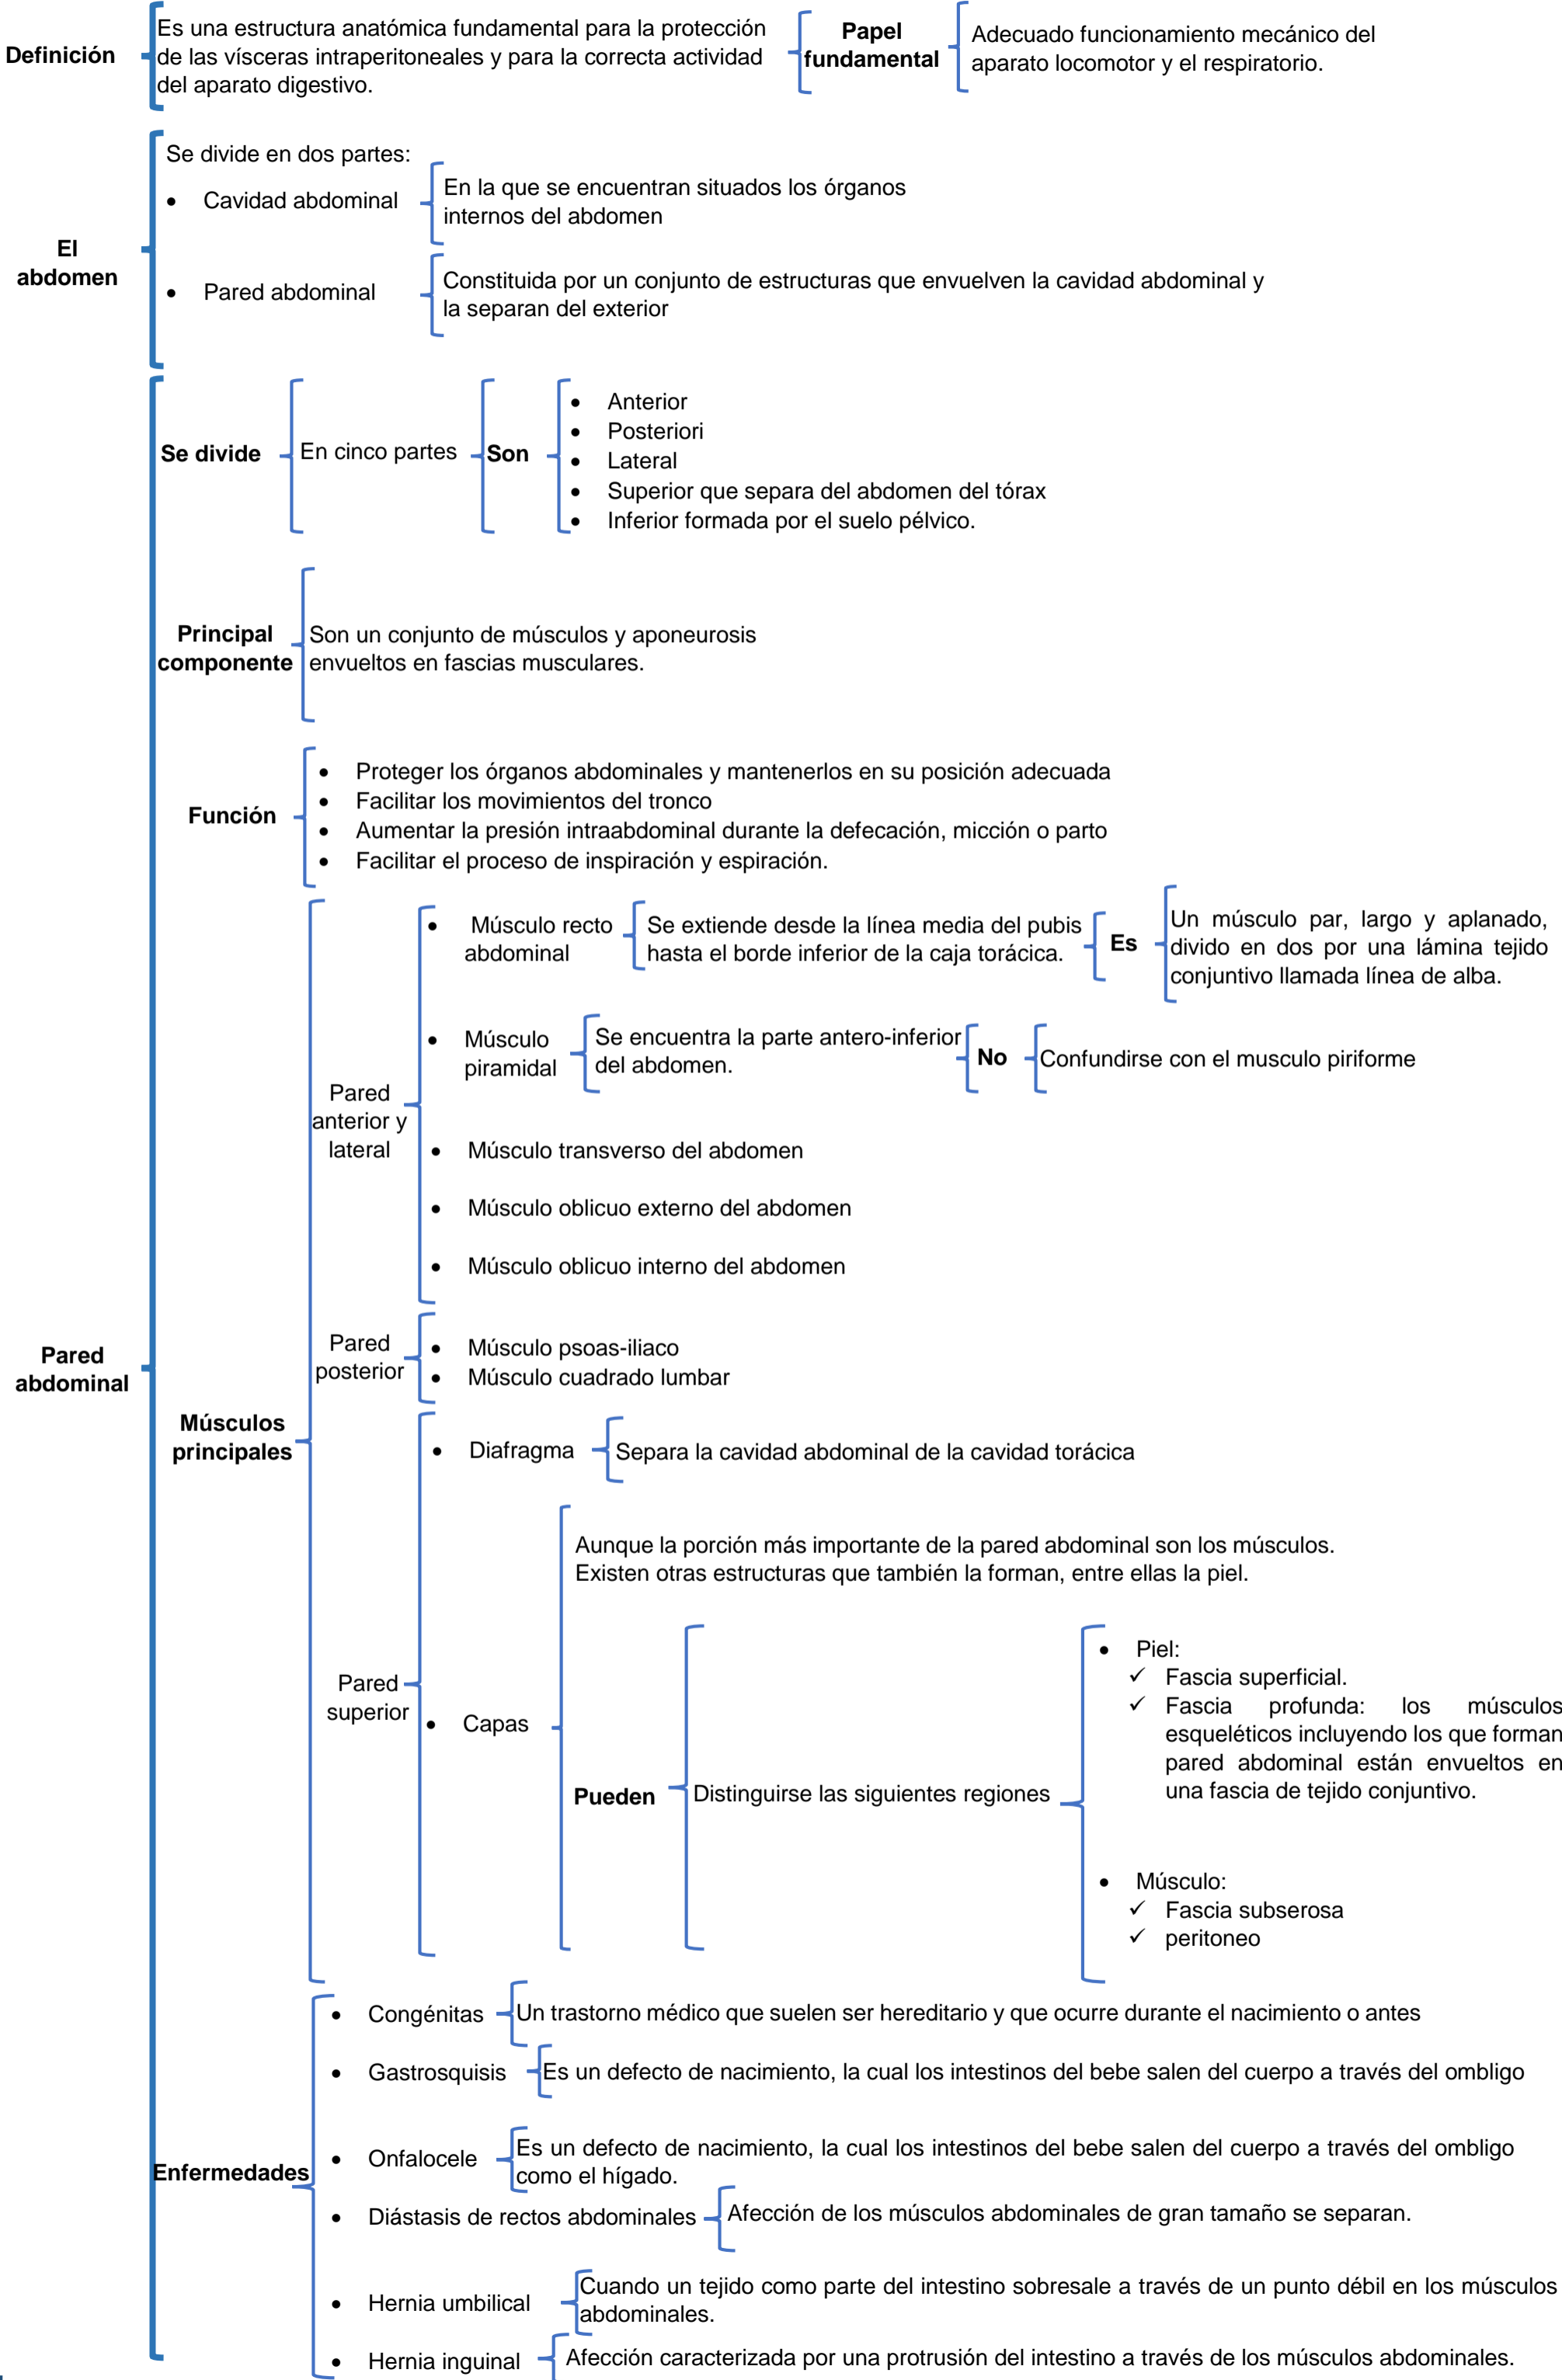 Definición
Es una estructura anatómica fundamental para la protección
de las vísceras intraperitoneales y para la correcta actividad
del aparato digestivo.
Papel
fundamental
Adecuado funcionamiento mecánico del
aparato locomotor y el respiratorio.
El
abdomen
Se divide en dos partes:
• Cavidad abdominal
En la que se encuentran situados los órganos
internos del abdomen
• Pared abdominal
Constituida por un conjunto de estructuras que envuelven la cavidad abdominal y
la separan del exterior
Pared
abdominal
Se divide
En cinco partes
Son
• Anterior
• Posteriori
• Lateral
• Superior que separa del abdomen del tórax
• Inferior formada por el suelo pélvico.
Principal
componente
Son un conjunto de músculos y aponeurosis
envueltos en fascias musculares.
Función
• Proteger los órganos abdominales y mantenerlos en su posición adecuada
• Facilitar los movimientos del tronco
• Aumentar la presión intraabdominal durante la defecación, micción o parto
• Facilitar el proceso de inspiración y espiración.
Músculos
principales
Pared
anterior y
lateral
• Músculo recto
abdominal
Se extiende desde la línea media del pubis
hasta el borde inferior de la caja torácica.
Es
Un músculo par, largo y aplanado,
divido en dos por una lámina tejido
conjuntivo llamada línea de alba.
• Músculo
piramidal
Se encuentra la parte antero-inferior
del abdomen.
No
Confundirse con el musculo piriforme
• Músculo transverso del abdomen
• Músculo oblicuo externo del abdomen
• Músculo oblicuo interno del abdomen
Pared
posterior
• Músculo psoas-iliaco
• Músculo cuadrado lumbar
Pared
superior
• Diafragma
Separa la cavidad abdominal de la cavidad torácica
• Capas
Aunque la porción más importante de la pared abdominal son los músculos.
Existen otras estructuras que también la forman, entre ellas la piel.
Pueden
Distinguirse las siguientes regiones
• Piel:
✓ Fascia superficial.
✓ Fascia profunda: los músculos
esqueléticos incluyendo los que forman
pared abdominal están envueltos en
una fascia de tejido conjuntivo.
• Músculo:
✓ Fascia subserosa
✓ peritoneo
Enfermedades
• Congénitas
Un trastorno médico que suelen ser hereditario y que ocurre durante el nacimiento o antes
• Gastrosquisis
Es un defecto de nacimiento, la cual los intestinos del bebe salen del cuerpo a través del ombligo
• Onfalocele
Es un defecto de nacimiento, la cual los intestinos del bebe salen del cuerpo a través del ombligo
como el hígado.
• Diástasis de rectos abdominales
Afección de los músculos abdominales de gran tamaño se separan.
• Hernia umbilical
Cuando un tejido como parte del intestino sobresale a través de un punto débil en los músculos
abdominales.
• Hernia inguinal
Afección caracterizada por una protrusión del intestino a través de los músculos abdominales.